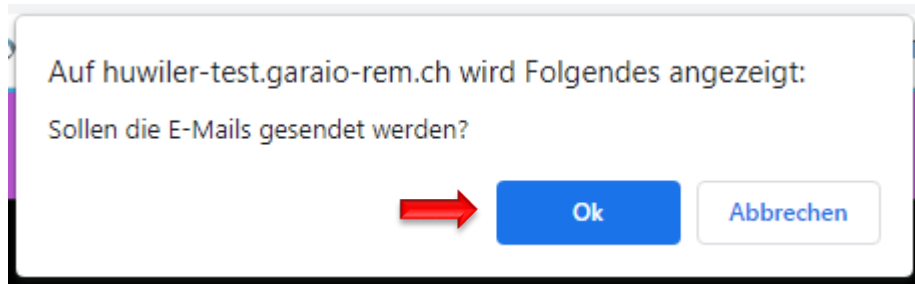 Auf huwiler-test.garaio-rem.ch wird Folgendes angezeigt:
Sollen die E-Mails gesendet werden?
Ok Abbrechen